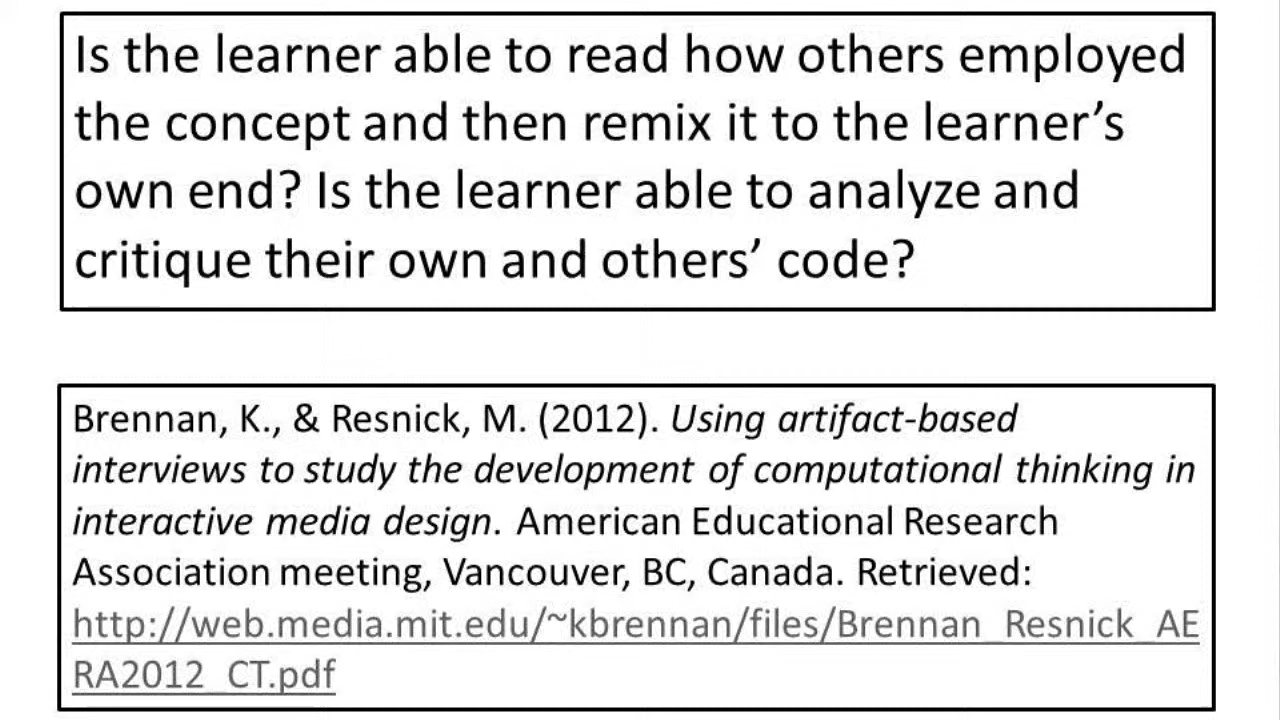 Is the learner able to read how others employed
the concept and then remix it to the learner’s
own end? Is the learner able to analyze and
critique their own and others’ code?
Brennan, K., & Resnick, M. (2012). Using artifact-based
interviews to study the development of computational thinking in
interactive media design. American Educational Research
Association meeting, Vancouver, BC, Canada. Retrieved:
http://web.media.mit.edu/~kbrennan/files/Brennan_Resnick_AE
RA2012_CT.pdf